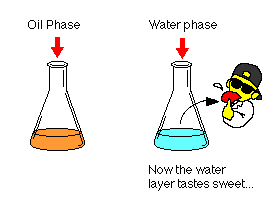 Oil Phase
Water phase
Now the water
layer tastes sweet...